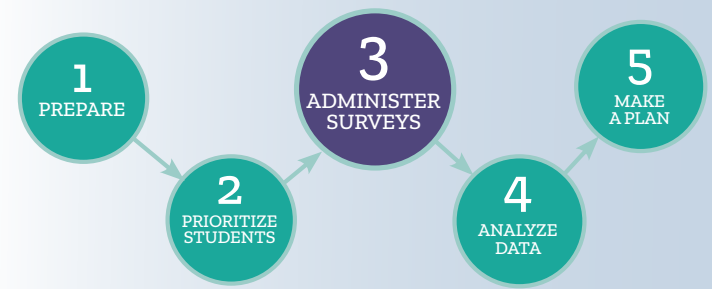 1
PREPARE
2
PRIORITIZE
STUDENTS
3
ADMINISTER
SURVEYS
4
ANALYZE
DATA
5
MAKE
A PLAN